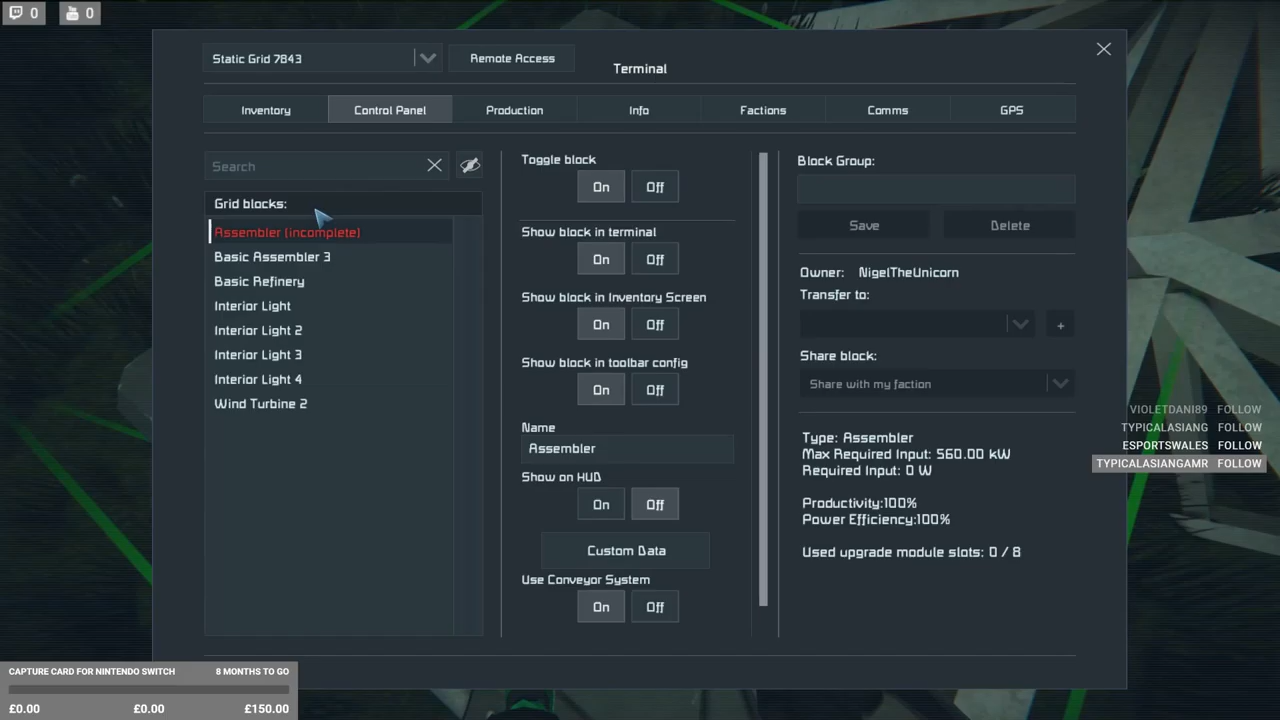 0 0
Static Grid 7843
Remote Access
Terminal
Inventory Control Panel Production Info Factions Comms GPS
Search
Grid blocks:
Assembler (incomplete)
Basic Assembler 3
Basic Refinery
Interior Light
Interior Light 2
Interior Light 3
Interior Light 4
Wind Turbine 2
Toggle block
On Off
Show block in terminal
On Off
Show block in Inventory Screen
On Off
Show block in toolbar config
On Off
Name
Assembler
Show on HUD
On Off
Custom Data
Use Conveyor System
On Off
Block Group:
Save Delete
Owner: NigelTheUnicorn
Transfer to:
+
Share block:
Share with my faction
Type: Assembler
Max Required Input: 560.00 kW
Required Input: 0 W
Productivity:100%
Power Efficiency:100%
Used upgrade module slots: 0 / 8
VIOLETDANI89 FOLLOW
TYPICALASIANG FOLLOW
ESPORTSWALES FOLLOW
TYPICALASIANGAMR FOLLOW
CAPTURE CARD FOR NINTENDO SWITCH 8 MONTHS TO GO
£0.00 £0.00 £150.00